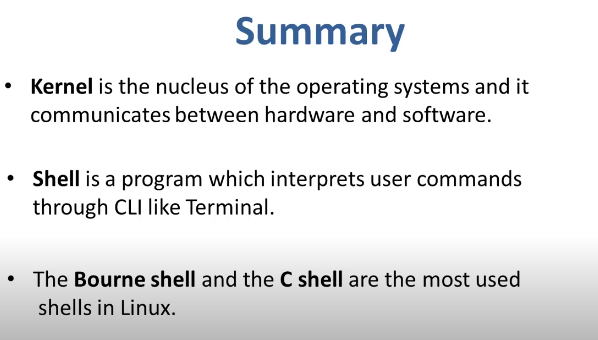 Summary
• Kernel is the nucleus of the operating systems and it
communicates between hardware and software.
• Shell is a program which interprets user commands
through CLI like Terminal.
• The Bourne shell and the C shell are the most used
shells in Linux.